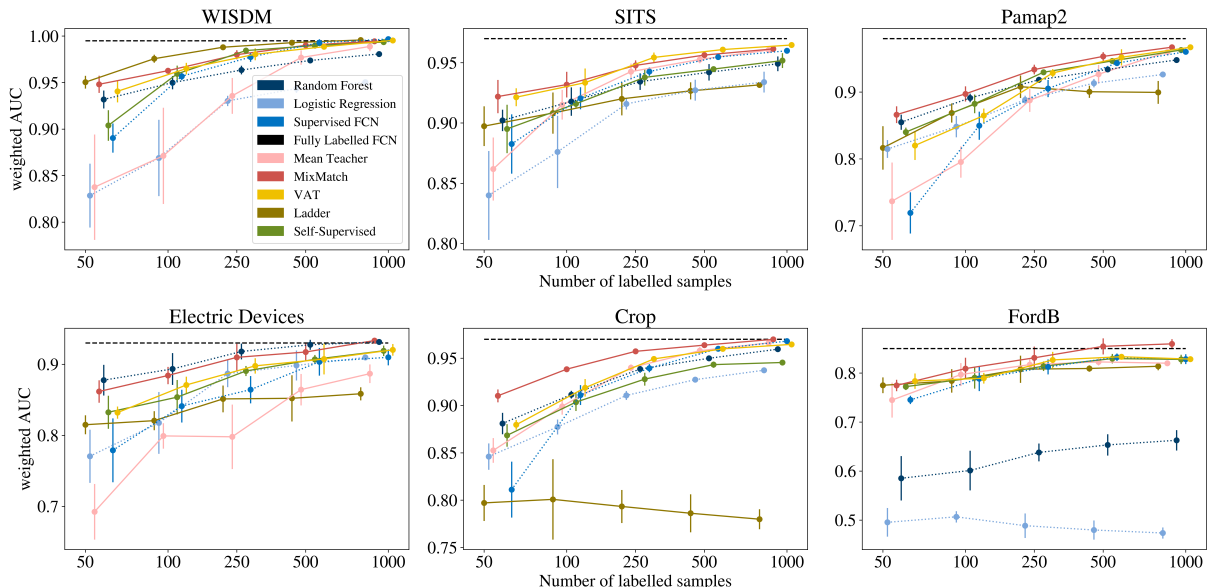 WISDM
SITS
Pamap2
weighted AUC
1.00
0.95
0.90
0.85
0.80
50
100
250
500
1000
Random Forest
Logistic Regression
Supervised FCN
Fully Labelled FCN
Mean Teacher
MixMatch
VAT
Ladder
Self-Supervised
0.95
0.90
0.85
0.80
50
100
250
500
1000
Number of labelled samples
0.9
0.8
0.7
50
100
250
500
1000
Electric Devices
Crop
FordB
weighted AUC
0.9
0.8
0.7
50
100
250
500
1000
0.95
0.90
0.85
0.80
0.75
50
100
250
500
1000
Number of labelled samples
0.8
0.7
0.6
0.5
50
100
250
500
1000